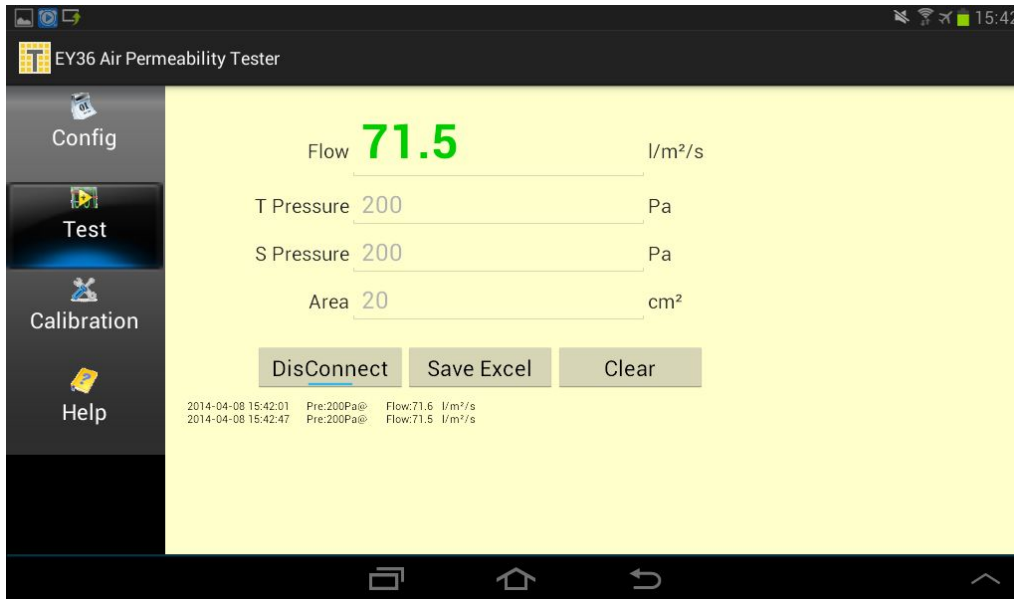 15:42
EY36 Air Permeability Tester
Config
Test
Calibration
Help
Flow 71.5 l/m²/s
T Pressure 200 Pa
S Pressure 200 Pa
Area 20 cm²
DisConnect Save Excel Clear
2014-04-08 15:42:01 Pre:200Pa@ Flow:71.6 l/m²/s
2014-04-08 15:42:47 Pre:200Pa@ Flow:71.5 l/m²/s